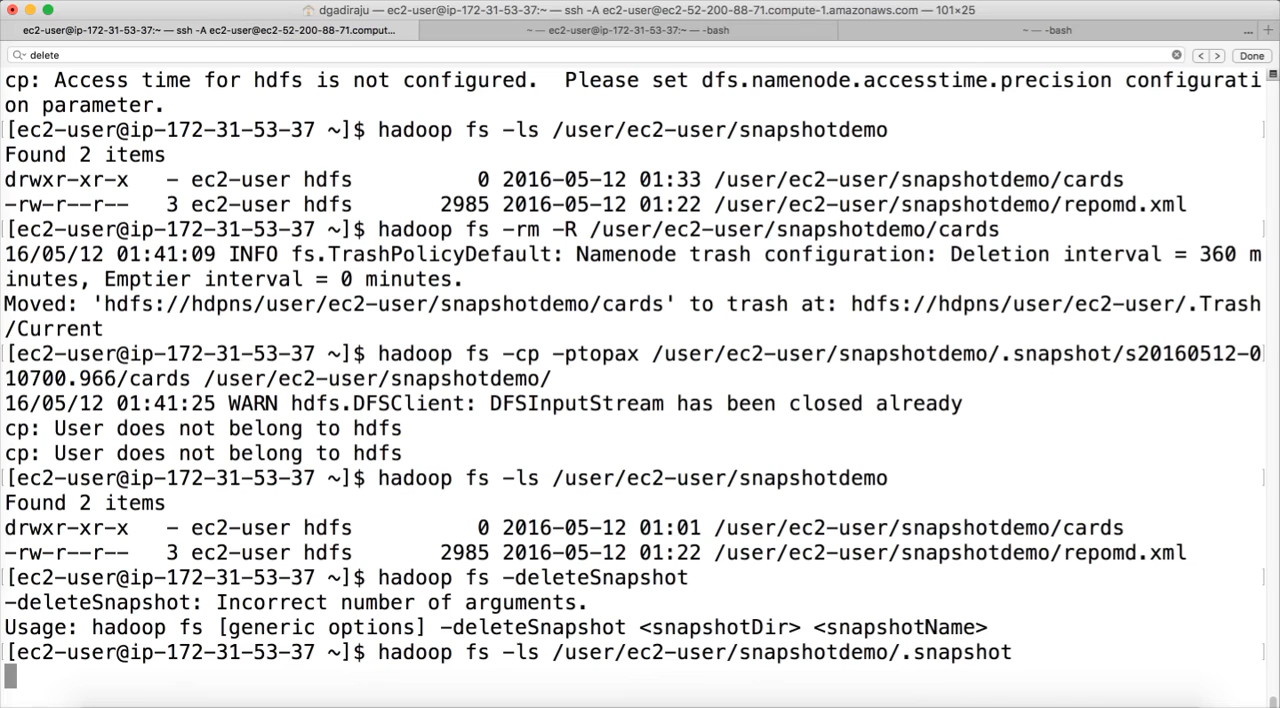 dgadiraju — ec2-user@ip-172-31-53-37:~ — ssh -A ec2-user@ec2-52-200-88-71.compute-1.amazonaws.com — 101×25
ec2-user@ip-172-31-53-37:~ — ssh -A ec2-user@ec2-52-200-88-71.comput... ~ — -bash ~ — -bash ... +
delete < > Done
cp: Access time for hdfs is not configured.  Please set dfs.namenode.accesstime.precision configurati
on parameter.
[ec2-user@ip-172-31-53-37 ~]$ hadoop fs -ls /user/ec2-user/snapshotdemo
Found 2 items
drwxr-xr-x   - ec2-user hdfs          0 2016-05-12 01:33 /user/ec2-user/snapshotdemo/cards
-rw-r--r--   3 ec2-user hdfs       2985 2016-05-12 01:22 /user/ec2-user/snapshotdemo/repomd.xml
[ec2-user@ip-172-31-53-37 ~]$ hadoop fs -rm -R /user/ec2-user/snapshotdemo/cards
16/05/12 01:41:09 INFO fs.TrashPolicyDefault: Namenode trash configuration: Deletion interval = 360 m
inutes, Emptier interval = 0 minutes.
Moved: 'hdfs://hdpns/user/ec2-user/snapshotdemo/cards' to trash at: hdfs://hdpns/user/ec2-user/.Trash
/Current
[ec2-user@ip-172-31-53-37 ~]$ hadoop fs -cp -ptopax /user/ec2-user/snapshotdemo/.snapshot/s20160512-0
10700.966/cards /user/ec2-user/snapshotdemo/
16/05/12 01:41:25 WARN hdfs.DFSClient: DFSInputStream has been closed already
cp: User does not belong to hdfs
cp: User does not belong to hdfs
[ec2-user@ip-172-31-53-37 ~]$ hadoop fs -ls /user/ec2-user/snapshotdemo
Found 2 items
drwxr-xr-x   - ec2-user hdfs          0 2016-05-12 01:01 /user/ec2-user/snapshotdemo/cards
-rw-r--r--   3 ec2-user hdfs       2985 2016-05-12 01:22 /user/ec2-user/snapshotdemo/repomd.xml
[ec2-user@ip-172-31-53-37 ~]$ hadoop fs -deleteSnapshot
-deleteSnapshot: Incorrect number of arguments.
Usage: hadoop fs [generic options] -deleteSnapshot <snapshotDir> <snapshotName>
[ec2-user@ip-172-31-53-37 ~]$ hadoop fs -ls /user/ec2-user/snapshotdemo/.snapshot